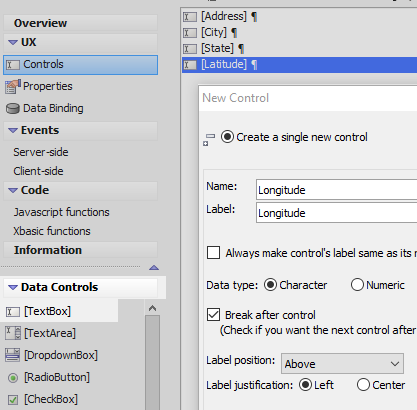 Overview
UX
Controls
Properties
Data Binding
Events
Server-side
Client-side
Code
Javascript functions
Xbasic functions
Information
Data Controls
[TextBox]
[TextArea]
[DropdownBox]
[RadioButton]
[CheckBox]
[Address] ¶
[City] ¶
[State] ¶
[Latitude] ¶
New Control
Create a single new control
Name: Longitude
Label: Longitude
Always make control's label same as its n
Data type: Character Numeric
Break after control
(Check if you want the next control after
Label position: Above
Label justification: Left Center